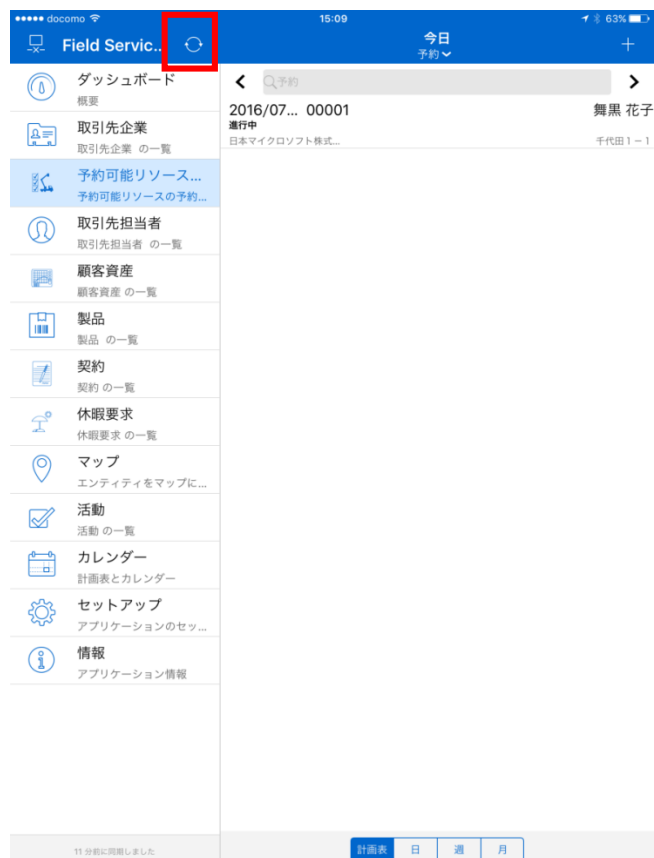 docomo 15:09 63%
Field Servic...
今日
予約
ダッシュボード
概要
取引先企業
取引先企業 の一覧
予約可能リソース...
予約可能リソースの予約...
取引先担当者
取引先担当者 の一覧
顧客資産
顧客資産 の一覧
製品
製品 の一覧
契約
契約 の一覧
休暇要求
休暇要求 の一覧
マップ
エンティティをマップに...
活動
活動 の一覧
カレンダー
計画表とカレンダー
セットアップ
アプリケーションのセッ...
情報
アプリケーション情報
11 分前に同期しました
予約
2016/07... 00001 舞黒 花子
進行中
日本マイクロソフト株式... 千代田1-1
計画表 日 週 月